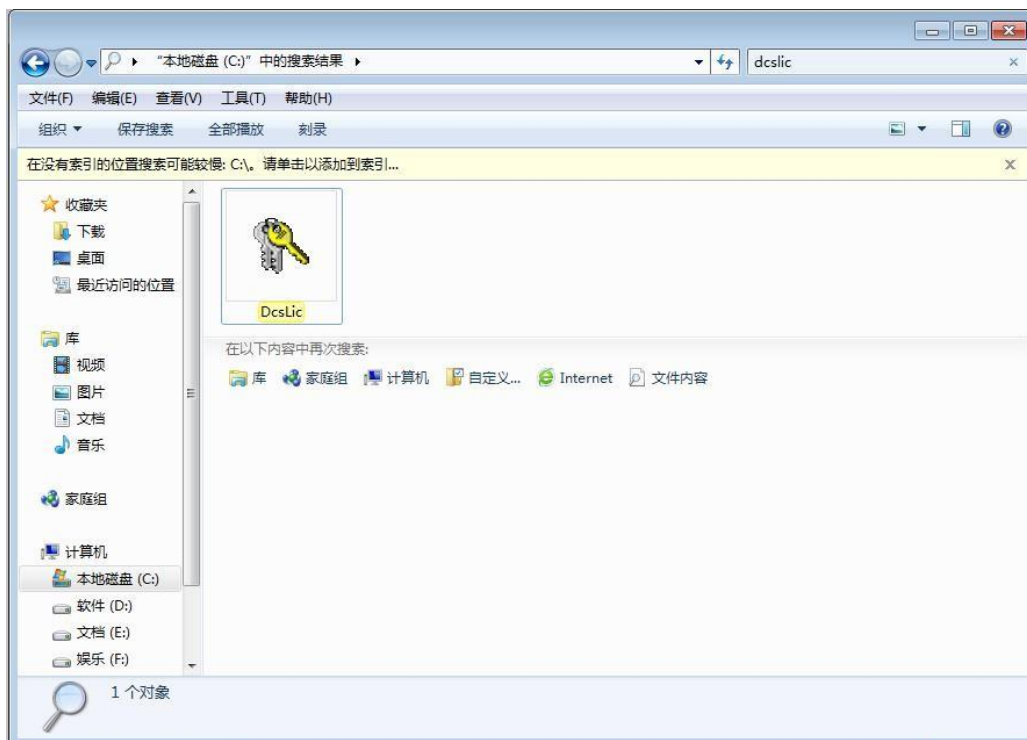 "本地磁盘 (C:)" 中的搜索结果
dcslic
文件(F) 编辑(E) 查看(V) 工具(T) 帮助(H)
组织 保存搜索 全部播放 刻录
在没有索引的位置搜索可能较慢: C:\。请单击以添加到索引...
收藏夹
下载
桌面
最近访问的位置
库
视频
图片
文档
音乐
家庭组
计算机
本地磁盘 (C:)
软件 (D:)
文档 (E:)
娱乐 (F:)
DcsLic
在以下内容中再次搜索:
库 家庭组 计算机 自定义... Internet 文件内容
1 个对象